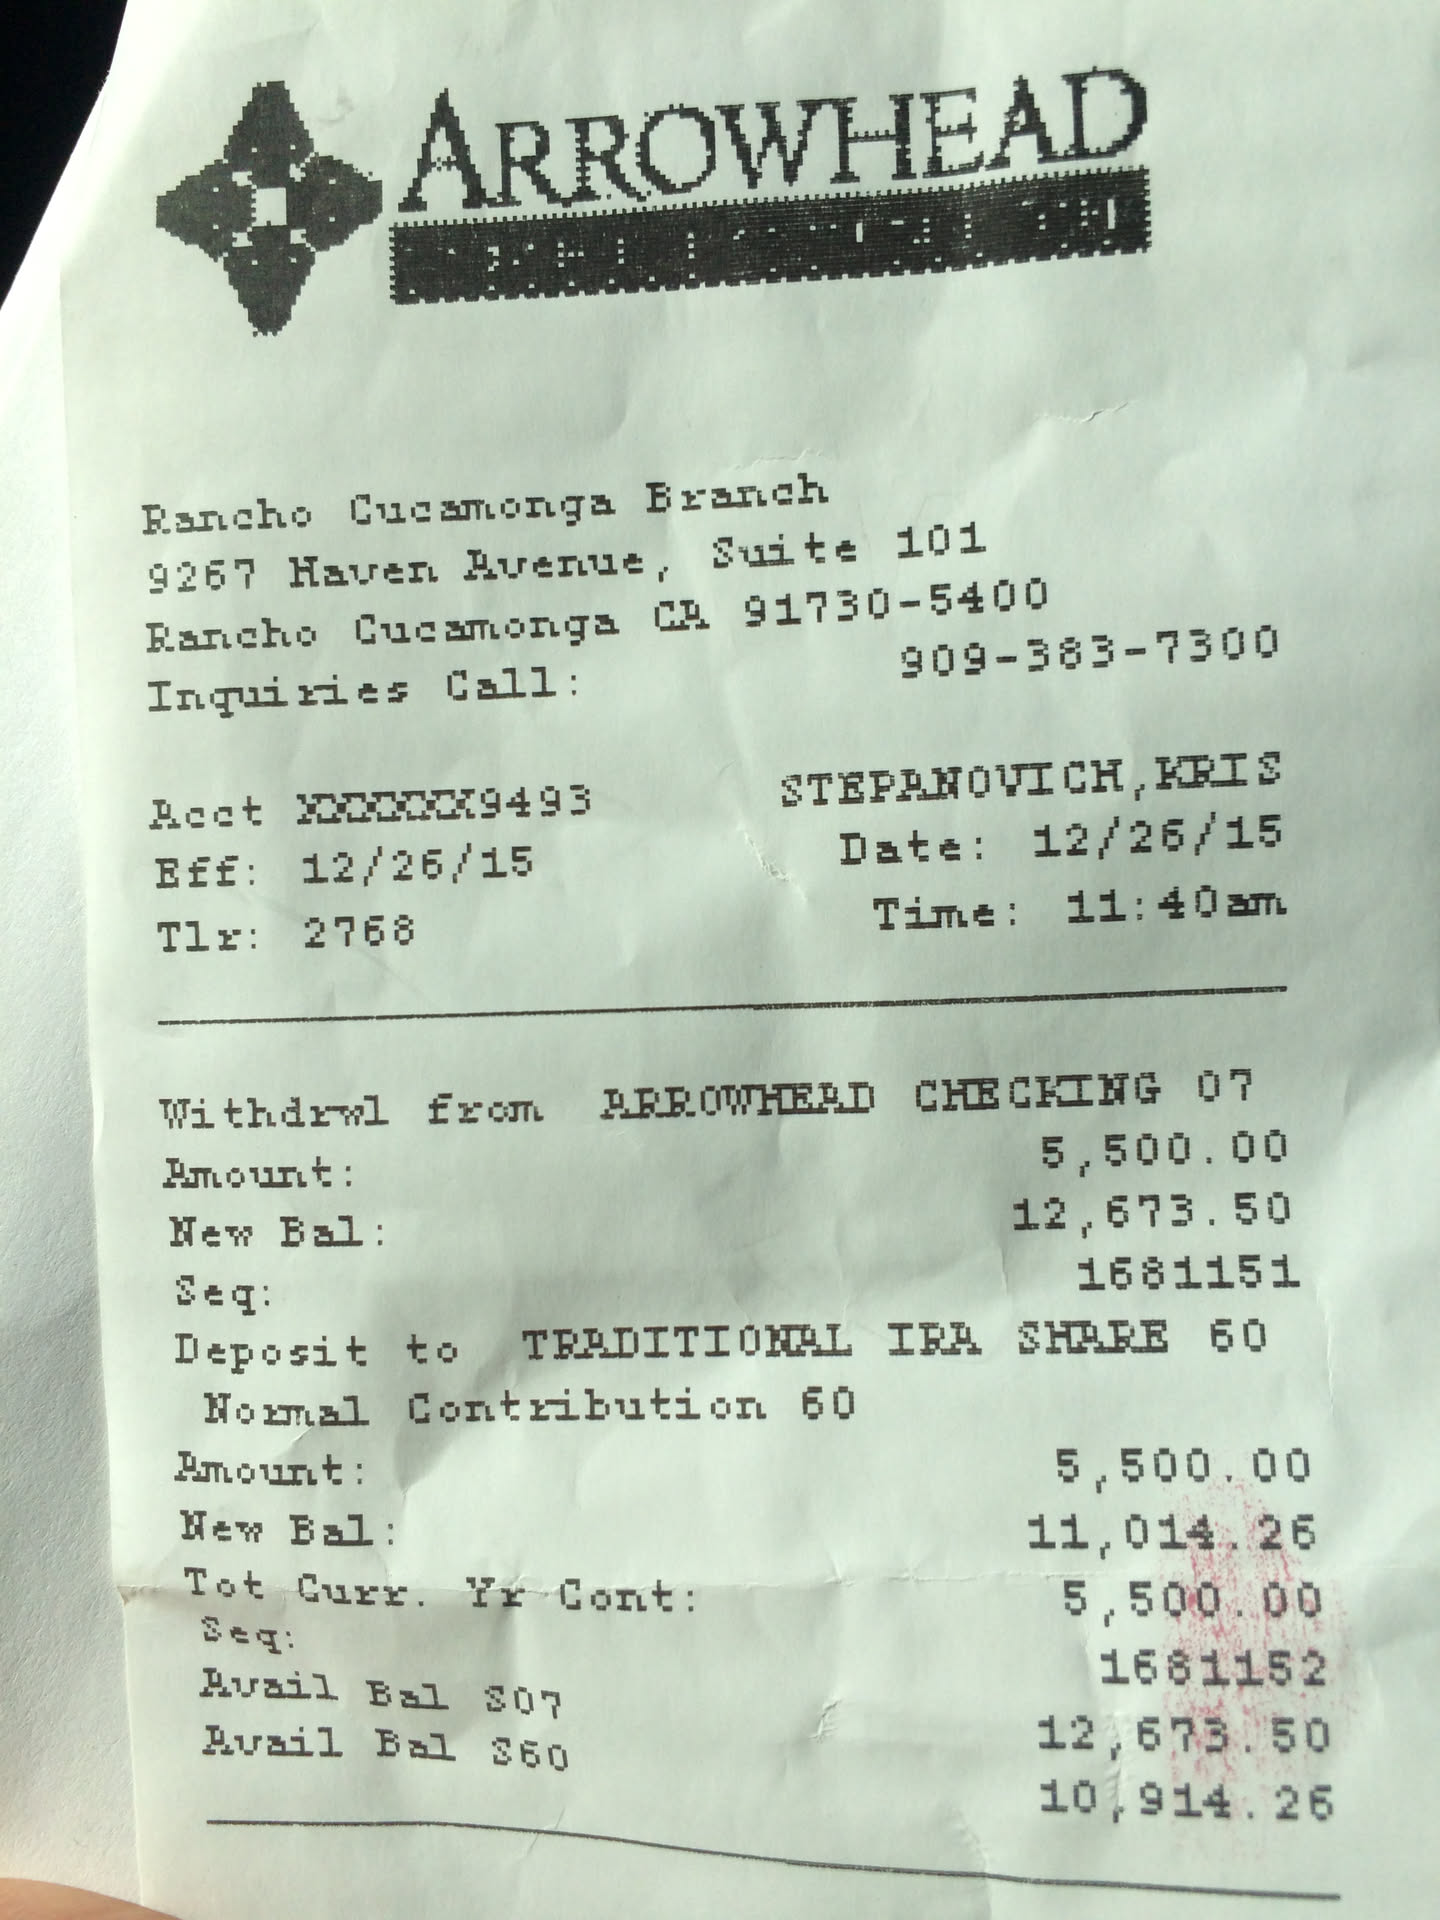 ARROWHEAD
Rancho Cucamonga Branch
9267 Haven Avenue, Suite 101
Rancho Cucamonga CA 91730-5400
Inquiries Call: 909-383-7300
Acct XXXXXXX9493 STEPANOVICH,KRIS
Eff: 12/26/15 Date: 12/26/15
Tlr: 2768 Time: 11:40am
Withdrwl from ARROWHEAD CHECKING 07
Amount: 5,500.00
New Bal: 12,673.50
Seq: 1681151
Deposit to TRADITIONAL IRA SHARE 60
Normal Contribution 60
Amount: 5,500.00
New Bal: 11,014.26
Tot Curr. Yr Cont: 5,500.00
Seq: 1681152
Avail Bal S07 12,673.50
Avail Bal S60 10,914.26